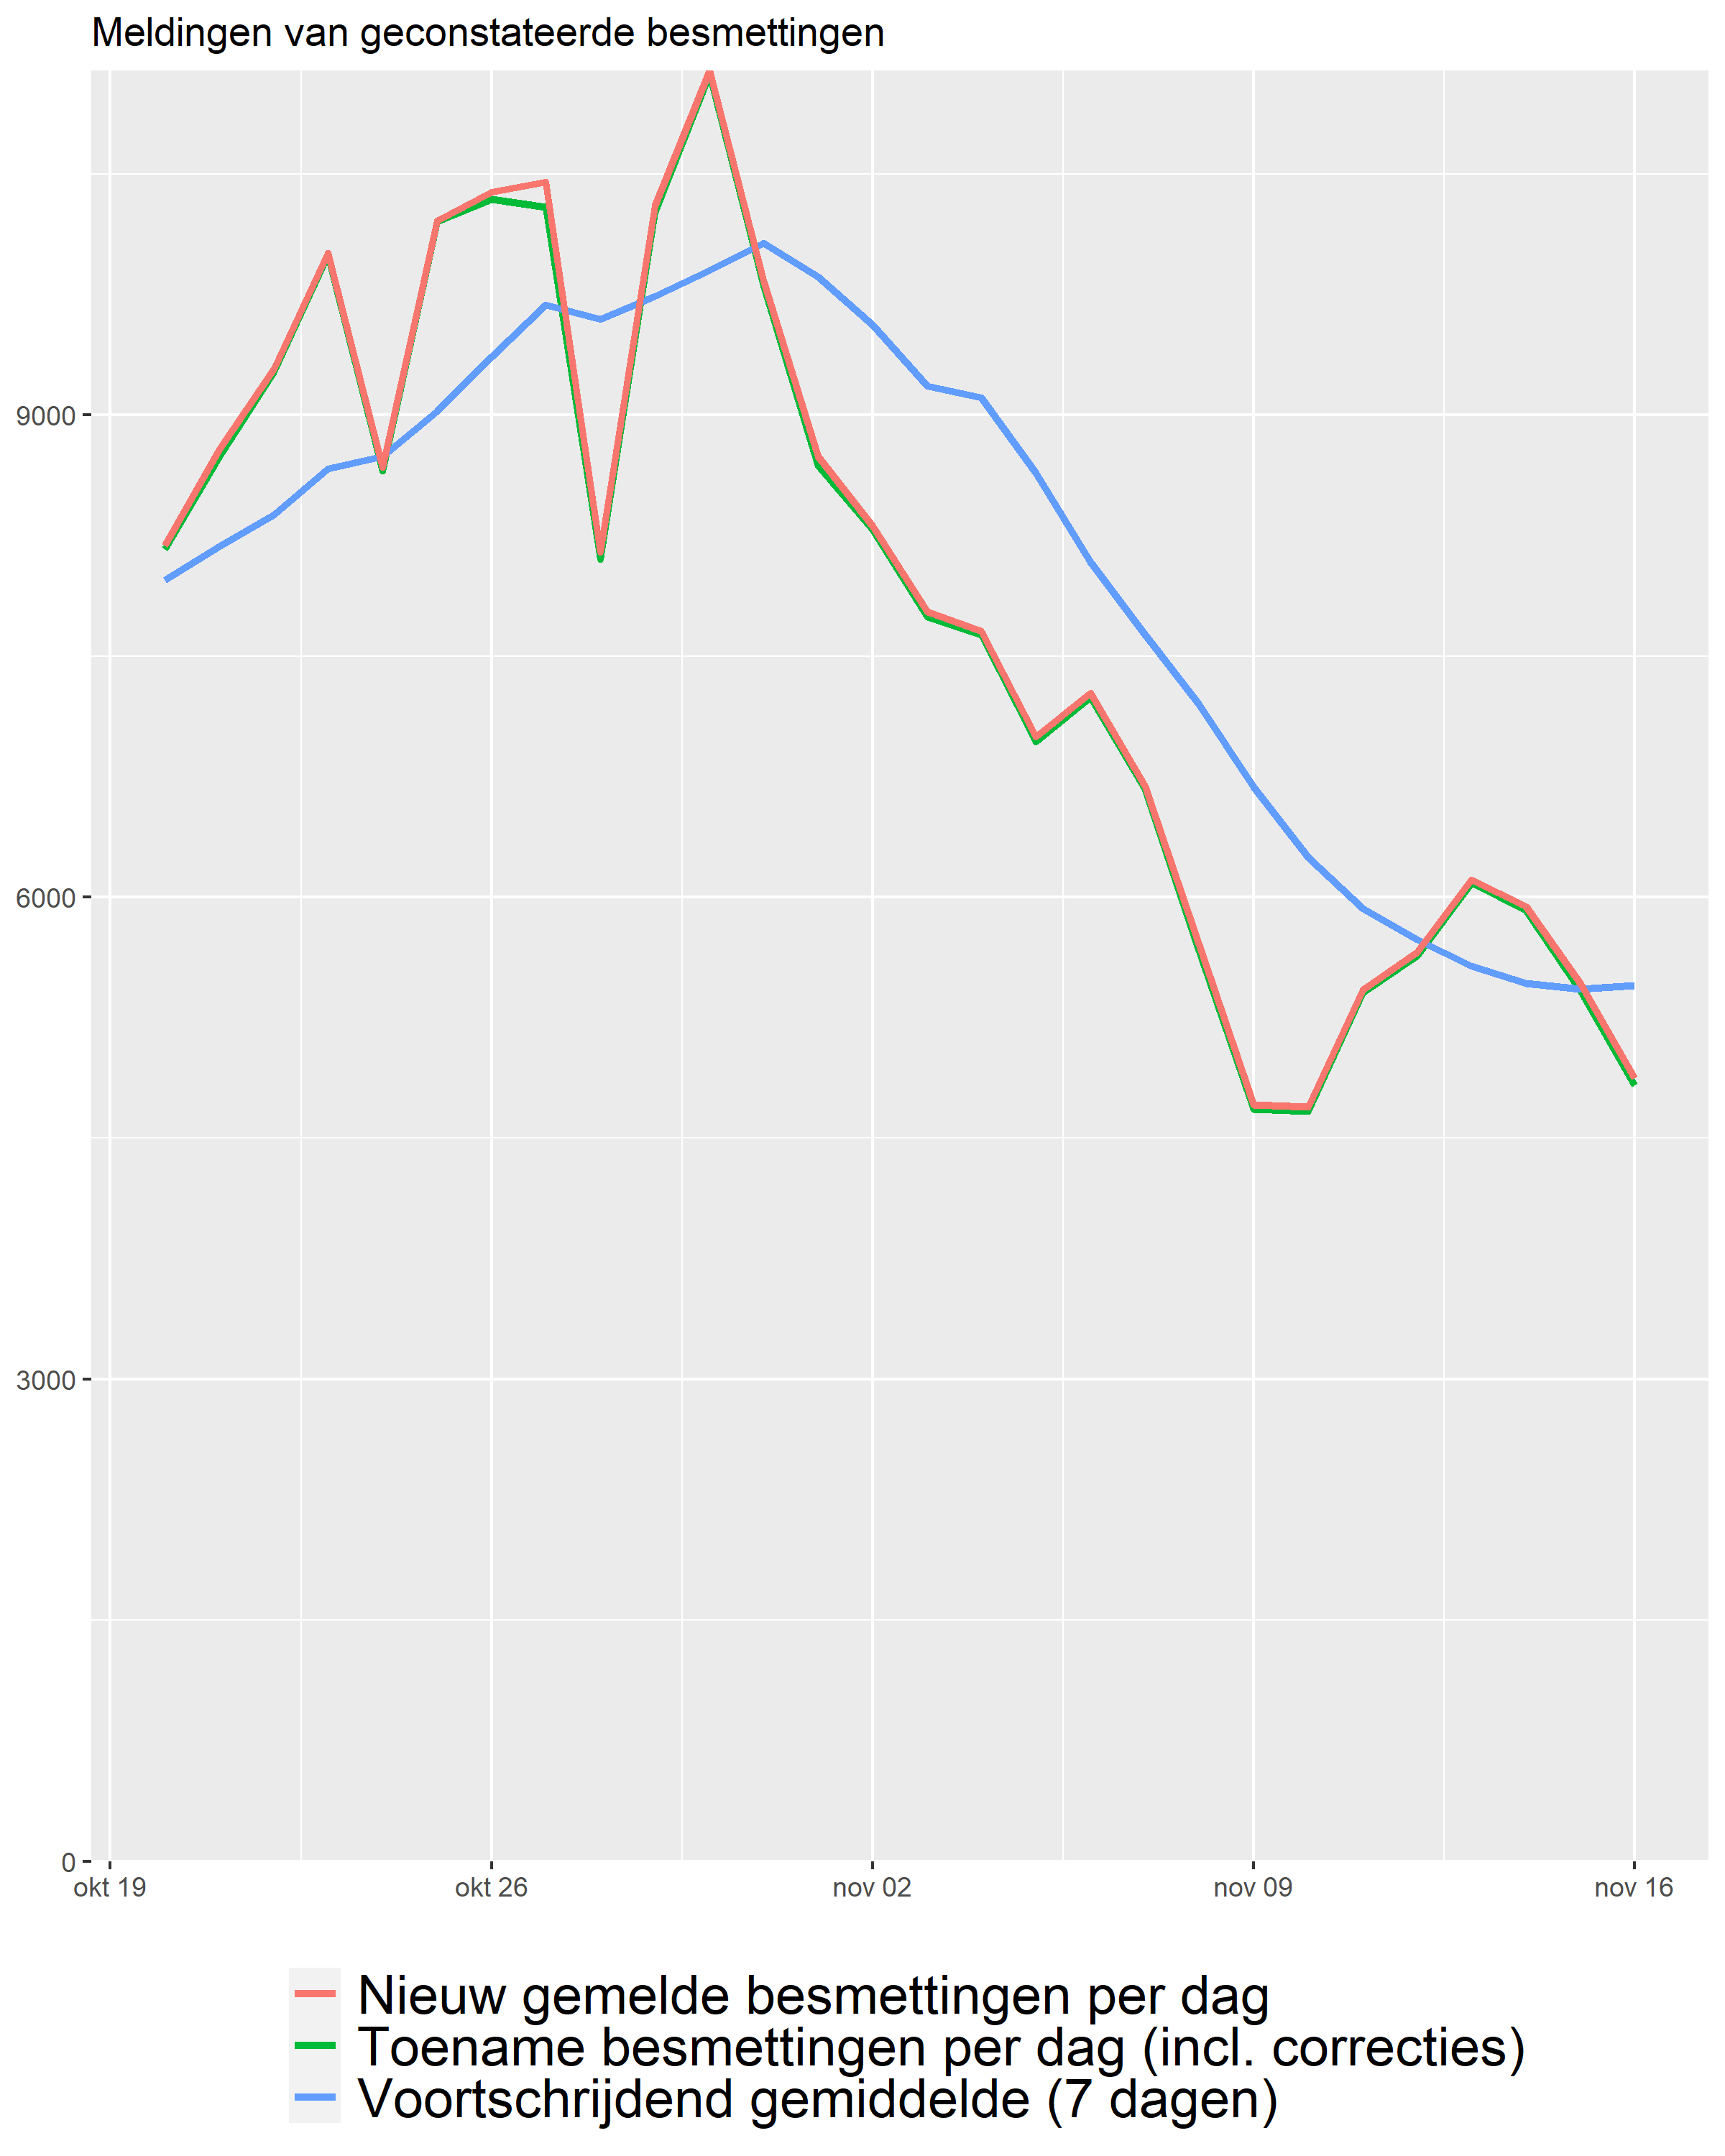 Meldingen van geconstateerde besmettingen
9000
6000
3000
0
okt 19 okt 26 nov 02 nov 09 nov 16
Nieuw gemelde besmettingen per dag
Toename besmettingen per dag (incl. correcties)
Voortschrijdend gemiddelde (7 dagen)